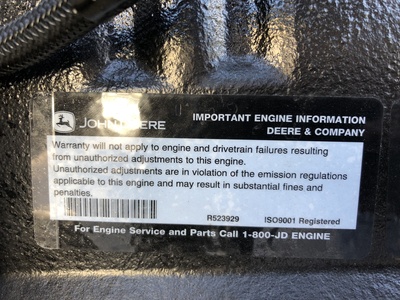 JOHN DEERE
IMPORTANT ENGINE INFORMATION
DEERE & COMPANY
Warranty will not apply to engine and drivetrain failures resulting
from unauthorized adjustments to this engine.
Unauthorized adjustments are in violation of the emission regulations
applicable to this engine and may result in substantial fines and
penalties.
R523929 ISO9001 Registered
For Engine Service and Parts Call 1-800-JD ENGINE